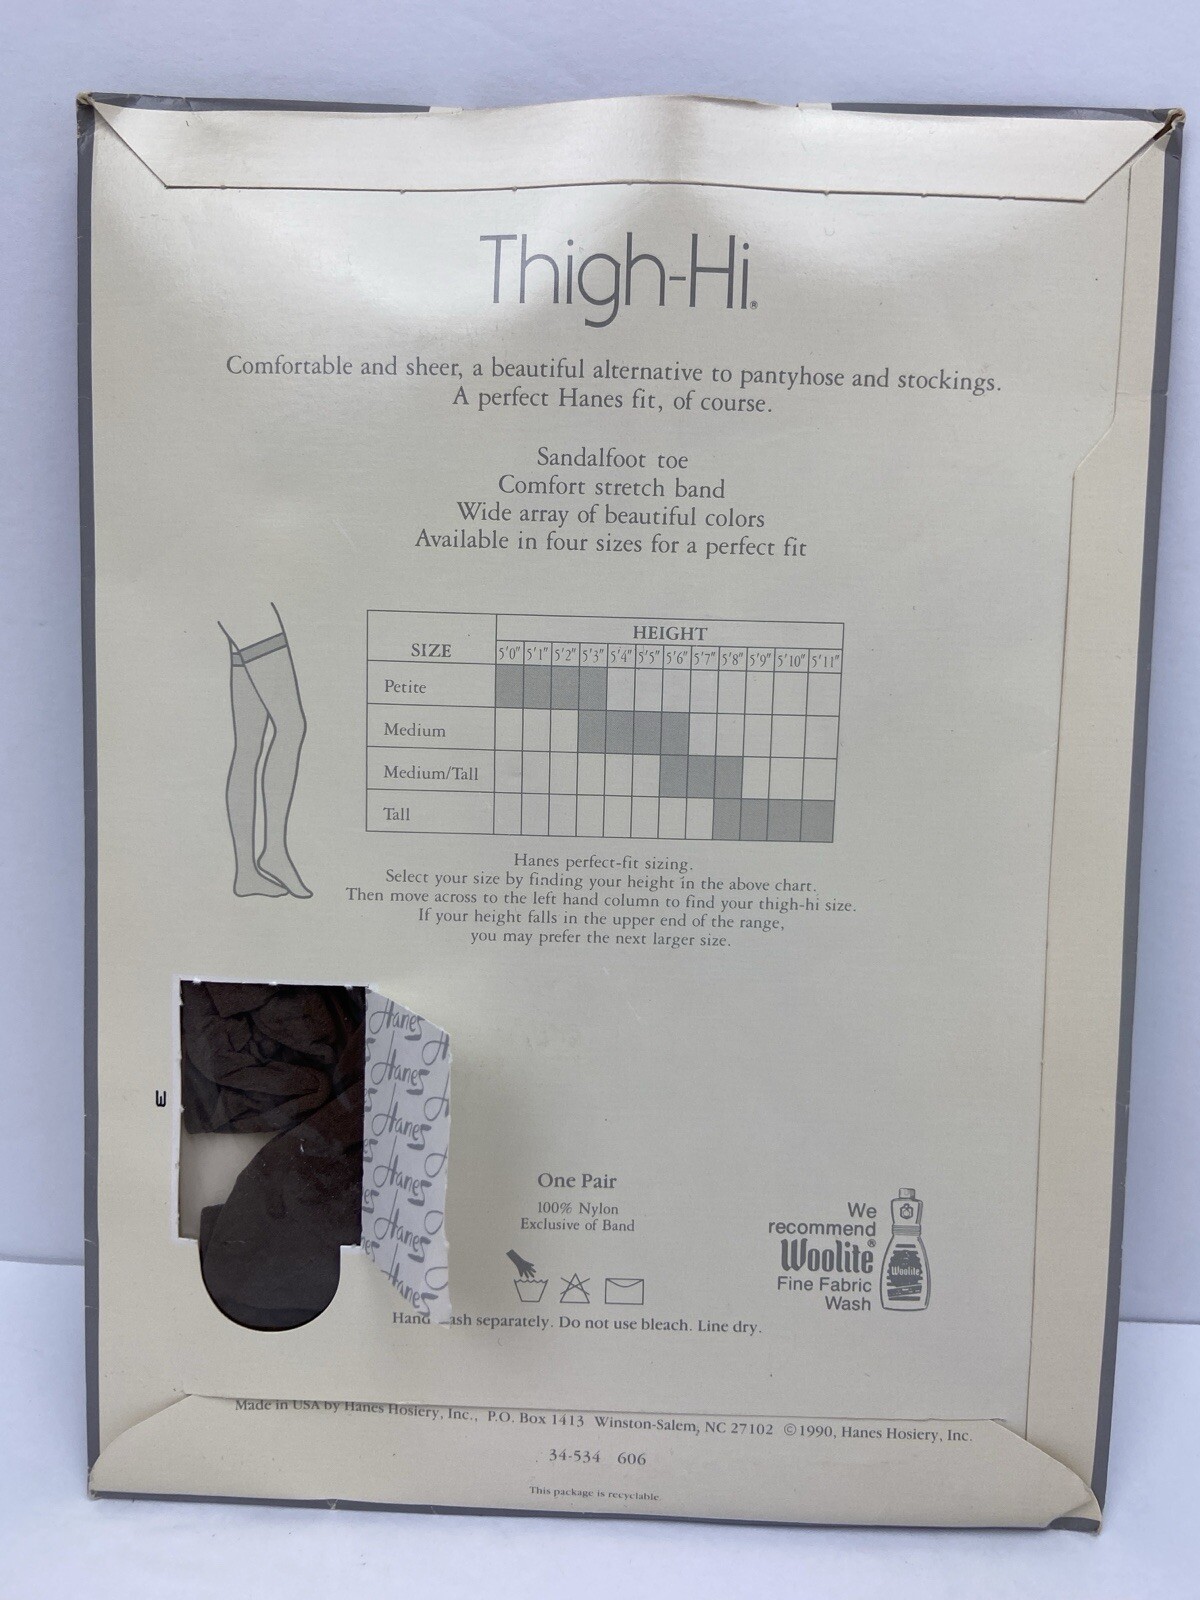 Thigh-Hi®
Comfortable and sheer, a beautiful alternative to pantyhose and stockings.
A perfect Hanes fit, of course.
Sandalfoot toe
Comfort stretch band
Wide array of beautiful colors
Available in four sizes for a perfect fit
SIZE
HEIGHT
5'0" 5'1" 5'2" 5'3" 5'4" 5'5" 5'6" 5'7" 5'8" 5'9" 5'10" 5'11"
Petite
Medium
Medium/Tall
Tall
Hanes perfect-fit sizing.
Select your size by finding your height in the above chart.
Then move across to the left hand column to find your thigh-hi size.
If your height falls in the upper end of the range,
you may prefer the next larger size.
Hanes
Hanes
Hanes
Hanes
Hanes
Hanes
One Pair
100% Nylon
Exclusive of Band
We
recommend
Woolite®
Fine Fabric
Wash
Woolite
Hand ash separately. Do not use bleach. Line dry.
Made in USA by Hanes Hosiery, Inc., P.O. Box 1413 Winston-Salem, NC 27102 ©1990, Hanes Hosiery, Inc.
34-534 606
This package is recyclable.